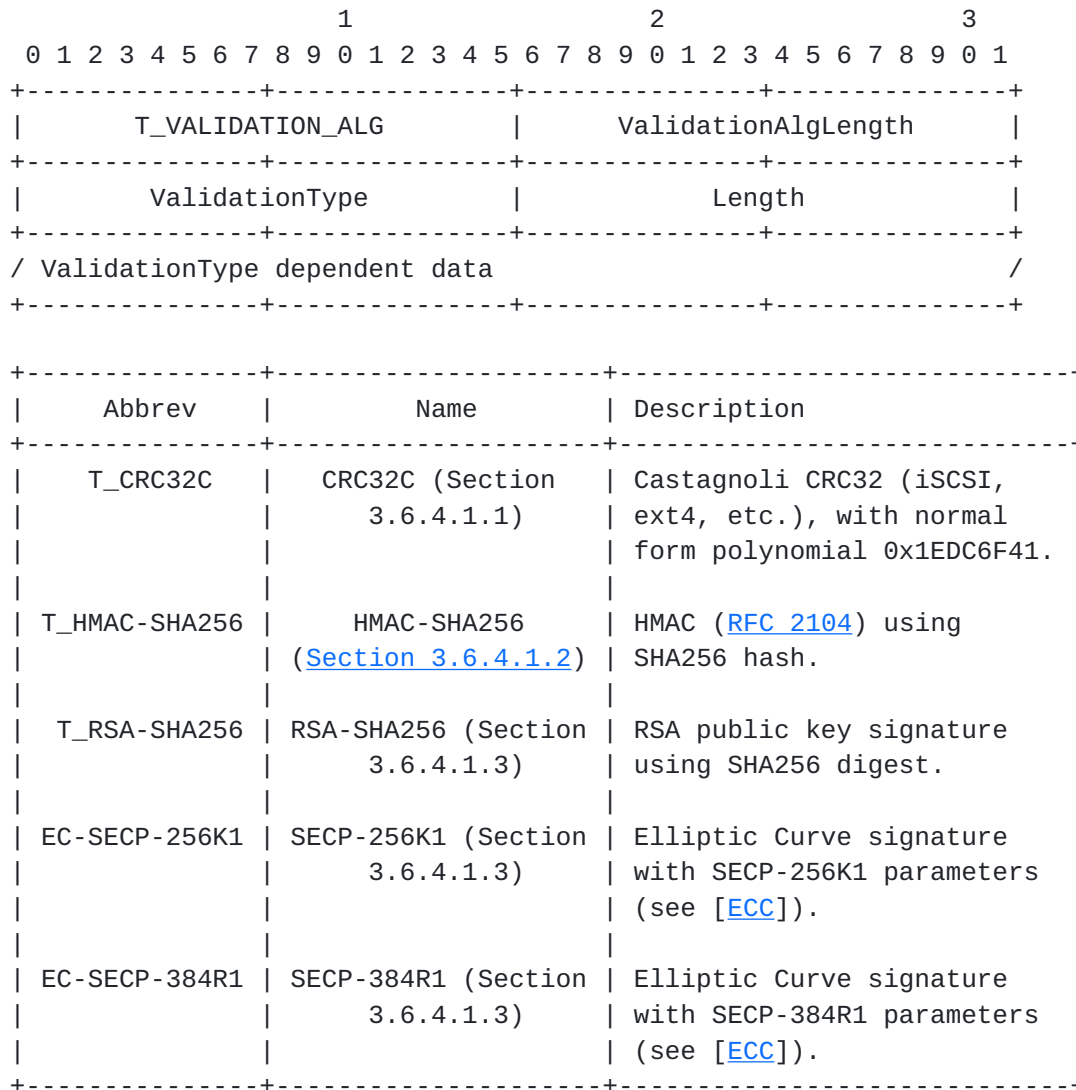 1                   2                   3
 0 1 2 3 4 5 6 7 8 9 0 1 2 3 4 5 6 7 8 9 0 1 2 3 4 5 6 7 8 9 0 1
+---------------+---------------+---------------+---------------+
|        T_VALIDATION_ALG       |      ValidationAlgLength      |
+---------------+---------------+---------------+---------------+
|        ValidationType         |            Length             |
+---------------+---------------+---------------+---------------+
/ ValidationType dependent data                                 /
+---------------+---------------+---------------+---------------+

+---------------+---------------------+-----------------------------+
|     Abbrev    |         Name        | Description
+---------------+---------------------+-----------------------------+
|    T_CRC32C   |   CRC32C (Section   | Castagnoli CRC32 (iSCSI,
|               |      3.6.4.1.1)     | ext4, etc.), with normal
|               |                     | form polynomial 0x1EDC6F41.
|               |                     |
| T_HMAC-SHA256 |     HMAC-SHA256     | HMAC (RFC 2104) using
|               | (Section 3.6.4.1.2) | SHA256 hash.
|               |                     |
|  T_RSA-SHA256 | RSA-SHA256 (Section | RSA public key signature
|               |      3.6.4.1.3)     | using SHA256 digest.
|               |                     |
| EC-SECP-256K1 | SECP-256K1 (Section | Elliptic Curve signature
|               |      3.6.4.1.3)     | with SECP-256K1 parameters
|               |                     | (see [ECC]).
|               |                     |
| EC-SECP-384R1 | SECP-384R1 (Section | Elliptic Curve signature
|               |      3.6.4.1.3)     | with SECP-384R1 parameters
|               |                     | (see [ECC]).
+---------------+---------------------+-----------------------------+